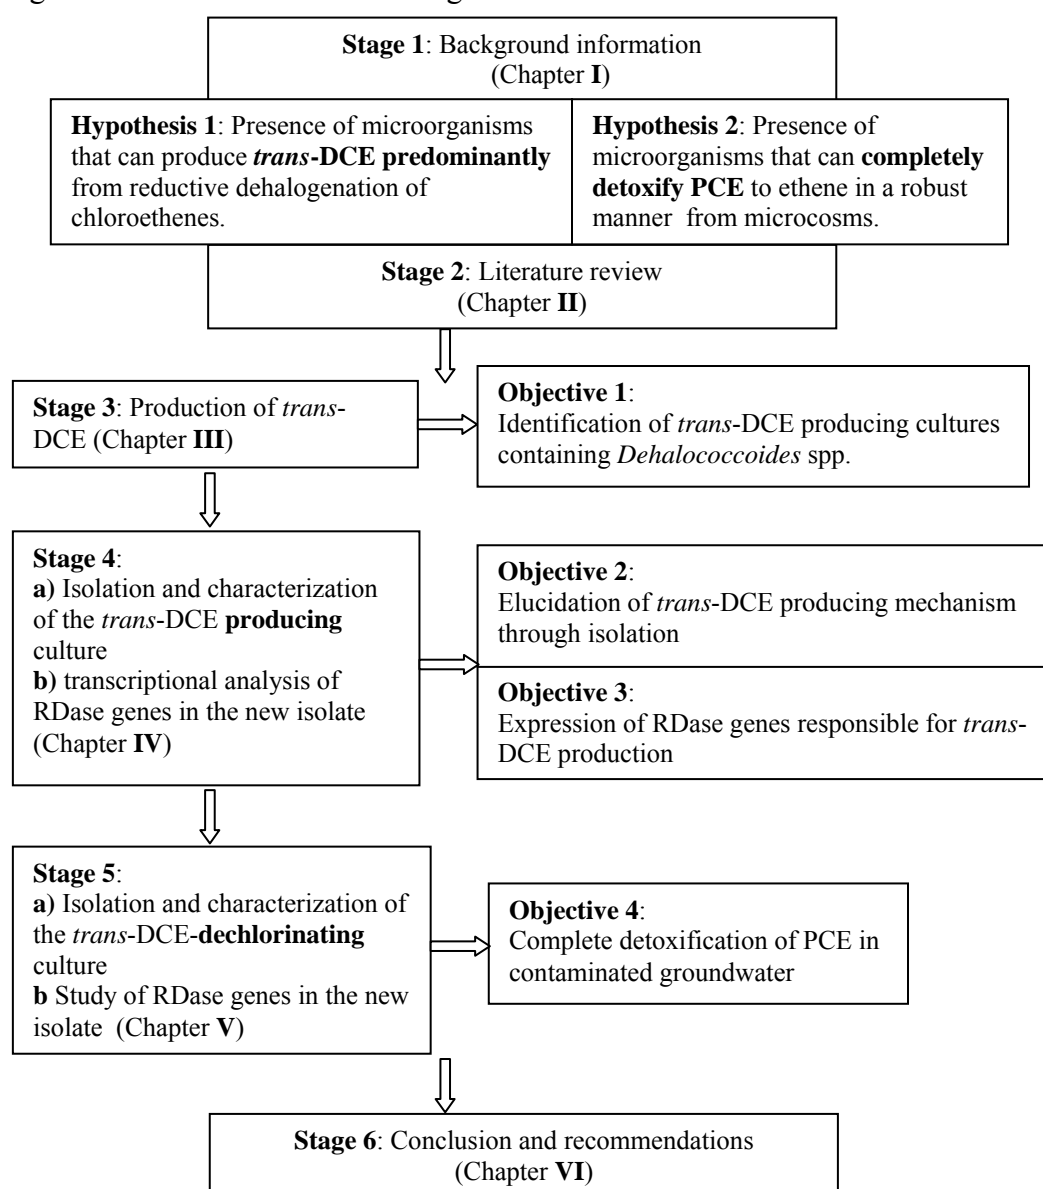 Stage 1: Background information
(Chapter I)
Hypothesis 1: Presence of microorganisms
that can produce trans-DCE predominantly
from reductive dehalogenation of
chloroethenes.
Hypothesis 2: Presence of
microorganisms that can completely
detoxify PCE to ethene in a robust
manner from microcosms.
Stage 2: Literature review
(Chapter II)
Stage 3: Production of trans-
DCE (Chapter III)
Objective 1:
Identification of trans-DCE producing cultures
containing Dehalococcoides spp.
Stage 4:
a) Isolation and characterization
of the trans-DCE producing
culture
b) transcriptional analysis of
RDase genes in the new isolate
(Chapter IV)
Objective 2:
Elucidation of trans-DCE producing mechanism
through isolation
Objective 3:
Expression of RDase genes responsible for trans-
DCE production
Stage 5:
a) Isolation and characterization of
the trans-DCE-dechlorinating
culture
b Study of RDase genes in the new
isolate (Chapter V)
Objective 4:
Complete detoxification of PCE in
contaminated groundwater
Stage 6: Conclusion and recommendations
(Chapter VI)